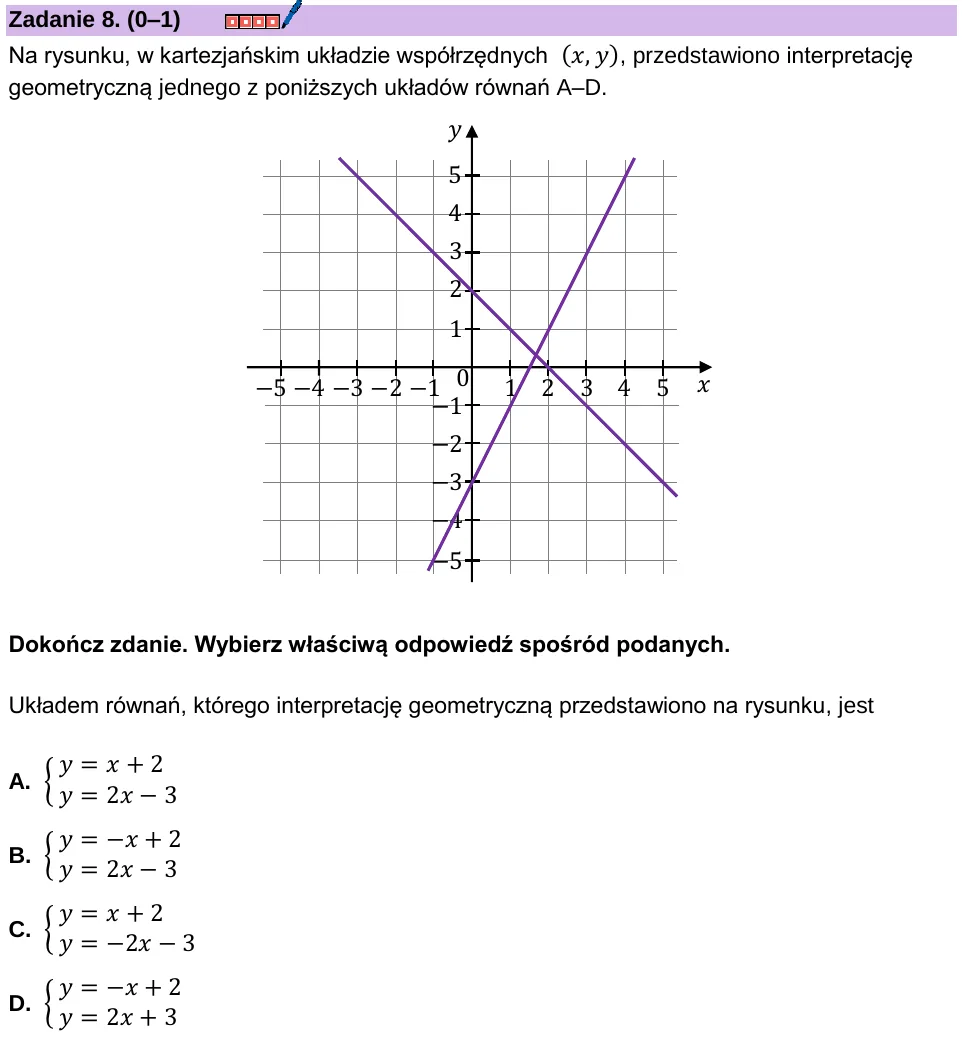 Zadanie 8. (0–1)
Na rysunku, w kartezjańskim układzie współrzędnych (x, y), przedstawiono interpretację
geometryczną jednego z poniższych układów równań A–D.
y
5
4
3
2
1
0
−5 −4 −3 −2 −1 1 2 3 4 5 x
−1
−2
−3
−4
−5
Dokończ zdanie. Wybierz właściwą odpowiedź spośród podanych.
Układem równań, którego interpretację geometryczną przedstawiono na rysunku, jest
A. { y = x + 2
y = 2x − 3
B. { y = −x + 2
y = 2x − 3
C. { y = x + 2
y = −2x − 3
D. { y = −x + 2
y = 2x + 3